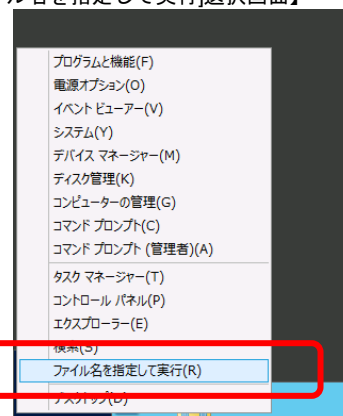 ル名を指定して実行]選択画面】
プログラムと機能(F)
電源オプション(O)
イベント ビューアー(V)
システム(Y)
デバイス マネージャー(M)
ディスク管理(K)
コンピューターの管理(G)
コマンド プロンプト(C)
コマンド プロンプト (管理者)(A)
タスク マネージャー(T)
コントロール パネル(P)
エクスプローラー(E)
検索(S)
ファイル名を指定して実行(R)
デスクトップ(D)